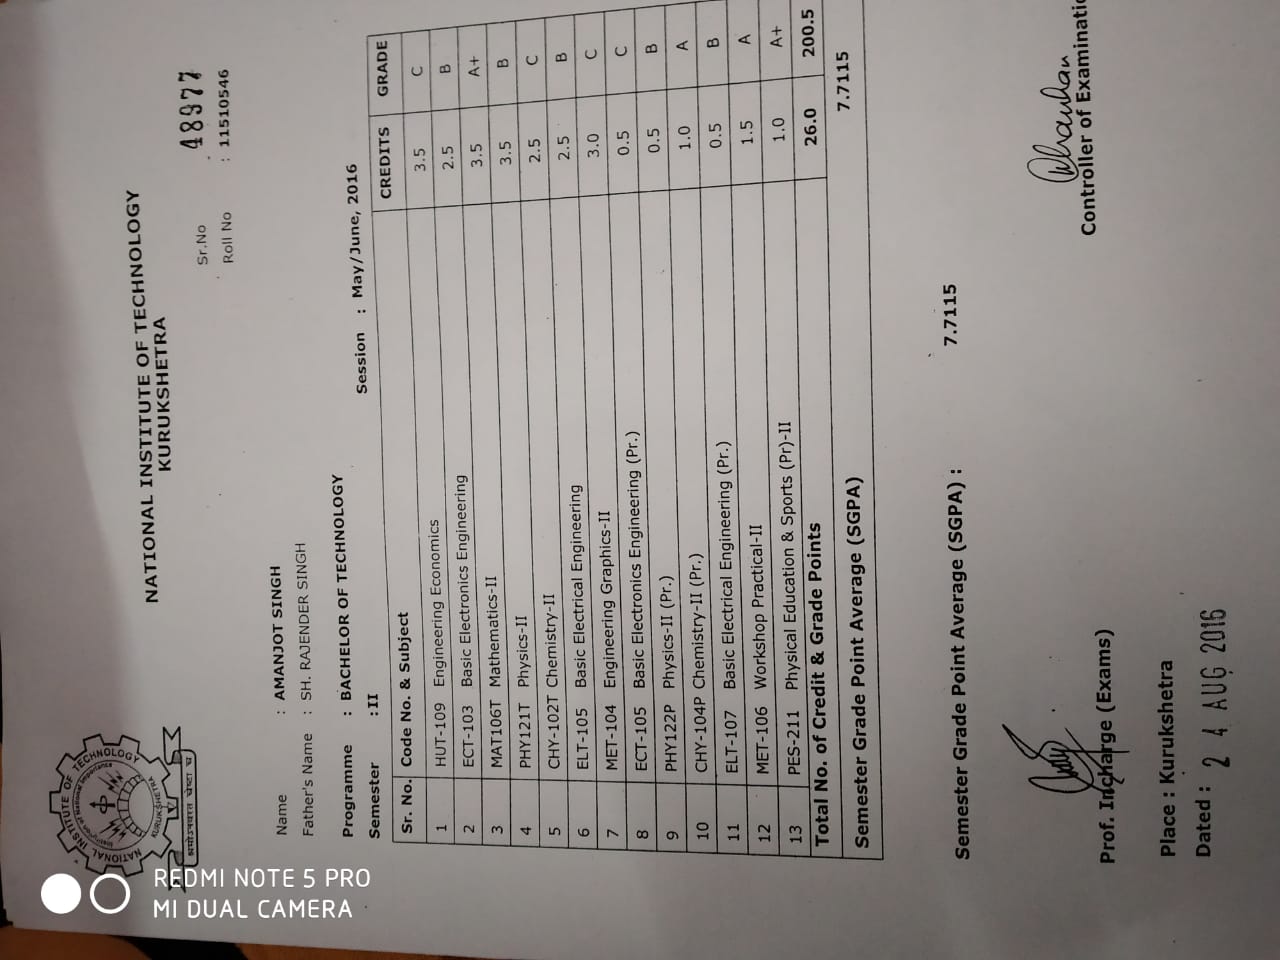 NATIONAL INSTITUTE OF TECHNOLOGY
KURUKSHETRA
NATIONAL INSTITUTE OF TECHNOLOGY
KURUKSHETRA
Sr.No 48977
Roll No : 11510546
Name : AMANJOT SINGH
Father's Name : SH. RAJENDER SINGH
Programme : BACHELOR OF TECHNOLOGY
Semester : II Session : May/June, 2016
Sr. No. Code No. & Subject CREDITS GRADE
1 HUT-109 Engineering Economics 3.5 C
2 ECT-103 Basic Electronics Engineering 2.5 B
3 MAT106T Mathematics-II 3.5 A+
4 PHY121T Physics-II 3.5 B
5 CHY-102T Chemistry-II 2.5 C
6 ELT-105 Basic Electrical Engineering 2.5 B
7 MET-104 Engineering Graphics-II 3.0 C
8 ECT-105 Basic Electronics Engineering (Pr.) 0.5 C
9 PHY122P Physics-II (Pr.) 0.5 B
10 CHY-104P Chemistry-II (Pr.) 1.0 A
11 ELT-107 Basic Electrical Engineering (Pr.) 0.5 B
12 MET-106 Workshop Practical-II 1.5 A
13 PES-211 Physical Education & Sports (Pr)-II 1.0 A+
Total No. of Credit & Grade Points 26.0 200.5
Semester Grade Point Average (SGPA) 7.7115
Semester Grade Point Average (SGPA) : 7.7115
Prof. Incharge (Exams) Controller of Examinatio
Place : Kurukshetra
Dated : 24 AUG 2016
REDMI NOTE 5 PRO
MI DUAL CAMERA